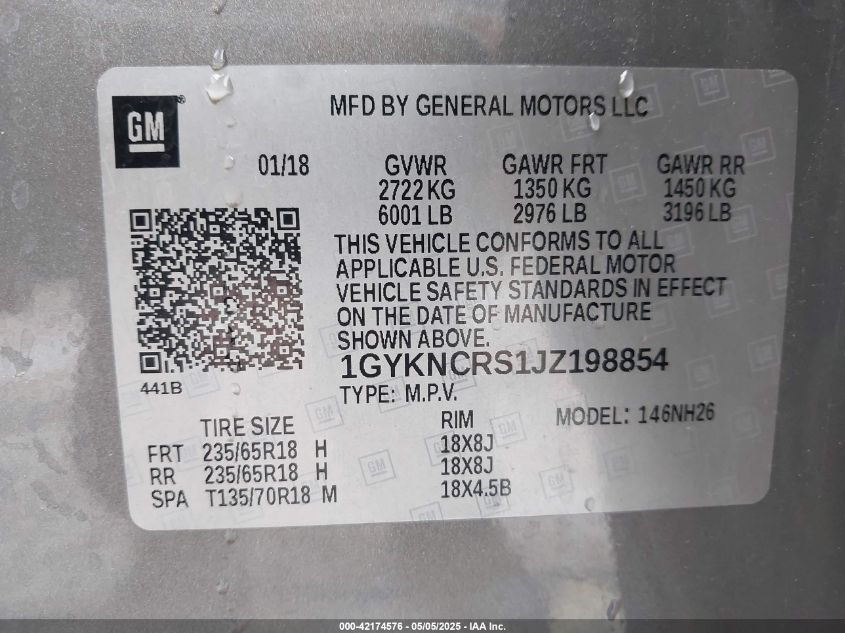 GM
MFD BY GENERAL MOTORS LLC
01/18 GVWR GAWR FRT GAWR RR
2722 KG 1350 KG 1450 KG
6001 LB 2976 LB 3196 LB
THIS VEHICLE CONFORMS TO ALL
APPLICABLE U.S. FEDERAL MOTOR
VEHICLE SAFETY STANDARDS IN EFFECT
ON THE DATE OF MANUFACTURE
SHOWN ABOVE.
1GYKNCRS1JZ198854
441B
TYPE: M.P.V.
TIRE SIZE RIM MODEL: 146NH26
FRT 235/65R18 H 18X8J
RR 235/65R18 H 18X8J
SPA T135/70R18 M 18X4.5B
000-42174576 - 05/05/2025 - IAA Inc.